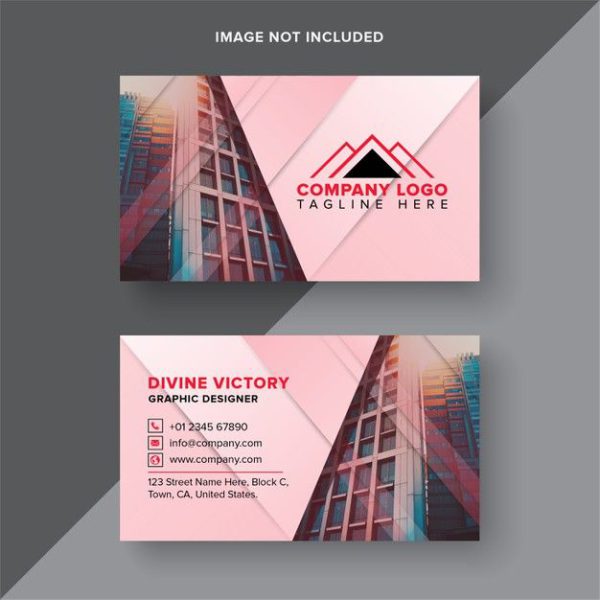 IMAGE NOT INCLUDED
COMPANY LOGO
TAGLINE HERE
DIVINE VICTORY
GRAPHIC DESIGNER
+01 2345 67890
info@company.com
www.company.com
123 Street Name Here, Block C,
Town, CA, United States.